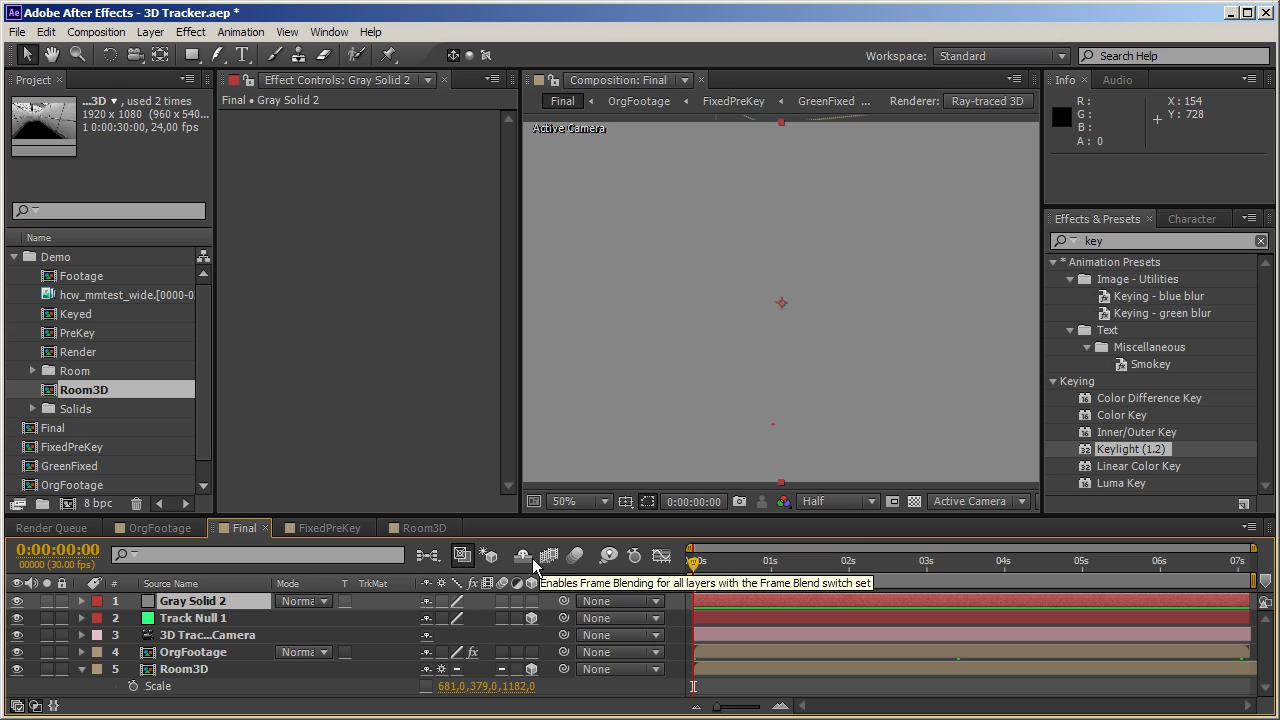 Adobe After Effects - 3D Tracker.aep *
File Edit Composition Layer Effect Animation View Window Help
Workspace: Standard Search Help
Project
...3D ▼ , used 2 times
1920 x 1080 (960 x 540...
1 0:00:30:00, 24,00 fps
Name
Demo
Footage
hcw_mmtest_wide.[0000-0
Keyed
PreKey
Render
Room
Room3D
Solids
Final
FixedPreKey
GreenFixed
OrgFootage
8 bpc
Effect Controls: Gray Solid 2
Final • Gray Solid 2
Composition: Final
Final OrgFootage FixedPreKey GreenFixed ... Renderer: Ray-traced 3D
Active Camera
50% 0:00:00:00 Half Active Camera
Info Audio
R : X : 154
G : Y : 728
B :
A : 0
Effects & Presets Character
key
* Animation Presets
Image - Utilities
Keying - blue blur
Keying - green blur
Text
Miscellaneous
Smokey
Keying
Color Difference Key
Color Key
Inner/Outer Key
Keylight (1.2)
Linear Color Key
Luma Key
Render Queue OrgFootage Final FixedPreKey Room3D
0:00:00:00
00000 (30.00 fps)
0s 01s 02s 03s 04s 05s 06s 07s
# Source Name Mode T TrkMat
Enables Frame Blending for all layers with the Frame Blend switch set
1 Gray Solid 2 Norma None
2 Track Null 1 None
3 3D Trac...Camera None
4 OrgFootage Norma fx None
5 Room3D None
Scale 681,0,379,0,1182,0